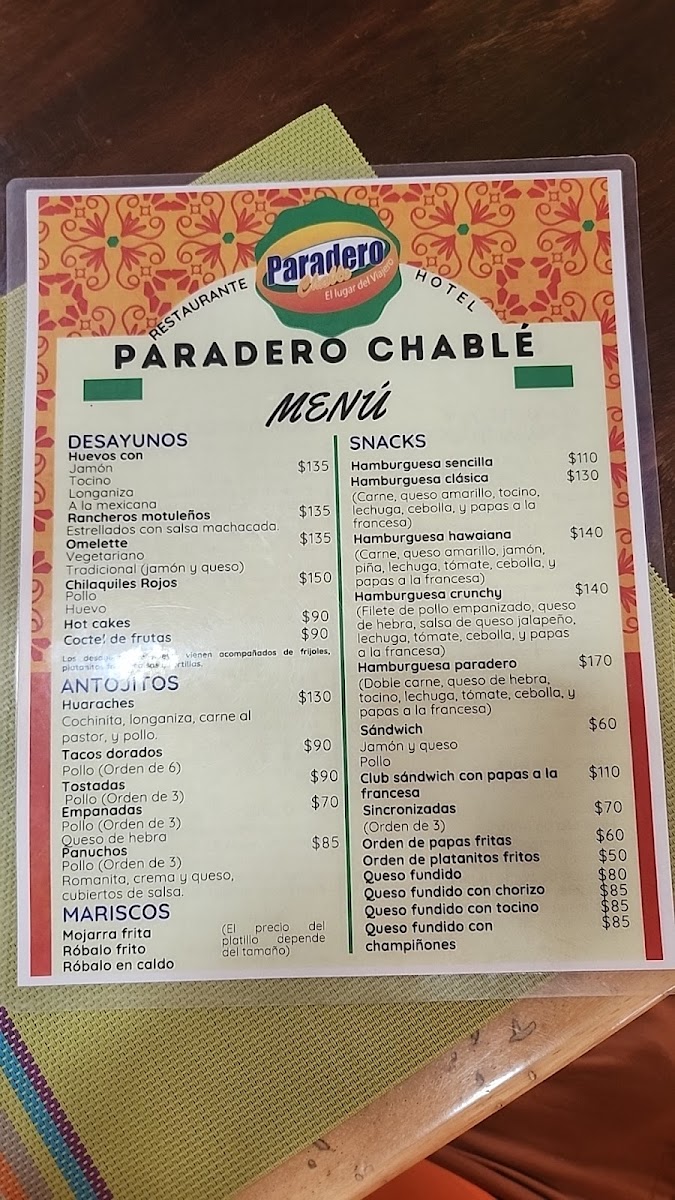 RESTAURANTE
Paradero
Chablé
El lugar del Viajero
HOTEL
PARADERO CHABLÉ
MENÚ
DESAYUNOS
Huevos con
Jamón $135
Tocino
Longaniza
A la mexicana
Rancheros motuleños $135
Estrellados con salsa machacada.
Omelette $135
Vegetariano
Tradicional (jamón y queso)
Chilaquiles Rojos $150
Pollo
Huevo
Hot cakes $90
Coctel de frutas $90
Los vienen acompañados de frijoles,
ANTOJITOS
Huaraches $130
Cochinita, longaniza, carne al
pastor, y pollo.
Tacos dorados $90
Pollo (Orden de 6)
Tostadas $90
Pollo (Orden de 3)
Empanadas $70
Pollo (Orden de 3)
Queso de hebra
Panuchos $85
Pollo (Orden de 3)
Romanita, crema y queso,
cubiertos de salsa.
MARISCOS
Mojarra frita
Róbalo frito
Róbalo en caldo
(El precio del
platillo depende
del tamaño)
SNACKS
Hamburguesa sencilla $110
Hamburguesa clásica $130
(Carne, queso amarillo, tocino,
lechuga, cebolla, y papas a la
francesa)
Hamburguesa hawaiana $140
(Carne, queso amarillo, jamón,
piña, lechuga, tómate, cebolla, y
papas a la francesa)
Hamburguesa crunchy $140
(Filete de pollo empanizado, queso
de hebra, salsa de queso jalapeño,
lechuga, tómate, cebolla, y papas
a la francesa)
Hamburguesa paradero $170
(Doble carne, queso de hebra,
tocino, lechuga, tómate, cebolla, y
papas a la francesa)
Sándwich $60
Jamón y queso
Pollo
Club sándwich con papas a la $110
francesa
Sincronizadas $70
(Orden de 3)
Orden de papas fritas $60
Orden de platanitos fritos $50
Queso fundido $80
Queso fundido con chorizo $85
Queso fundido con tocino $85
Queso fundido con $85
champiñones